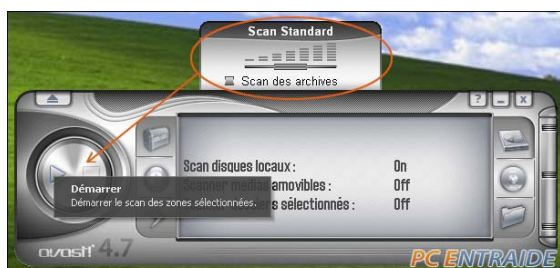 Scan Standard
Scan des archives
? - X
Scan disques locaux : On
Scanner médias amovibles : Off
sélectionnés : Off
Démarrer
Démarrer le scan des zones sélectionnées.
avast! 4.7
PC ENTRAIDE